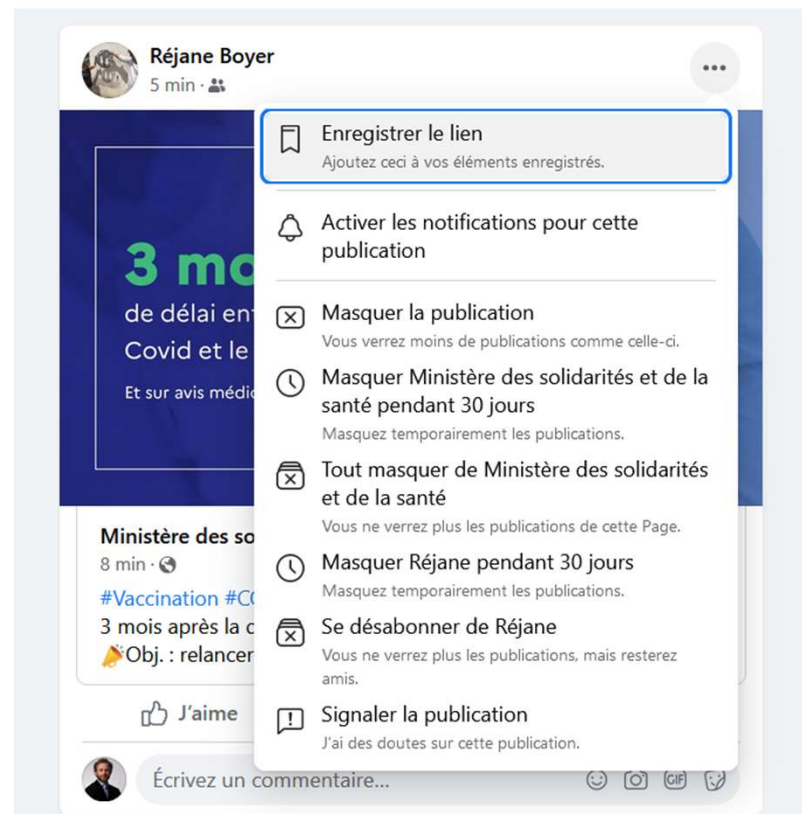 Réjane Boyer
5 min ·
Enregistrer le lien
Ajoutez ceci à vos éléments enregistrés.
Activer les notifications pour cette
publication
3 mo
de délai en
Covid et le
Et sur avis médic
Masquer la publication
Vous verrez moins de publications comme celle-ci.
Masquer Ministère des solidarités et de la
santé pendant 30 jours
Masquez temporairement les publications.
Tout masquer de Ministère des solidarités
et de la santé
Vous ne verrez plus les publications de cette Page.
Masquer Réjane pendant 30 jours
Masquez temporairement les publications.
Se désabonner de Réjane
Vous ne verrez plus les publications, mais resterez
amis.
Signaler la publication
J'ai des doutes sur cette publication.
Ministère des so
8 min ·
#Vaccination #CO
3 mois après la c
📣Obj. : relancer
J'aime
Écrivez un commentaire...
GIF